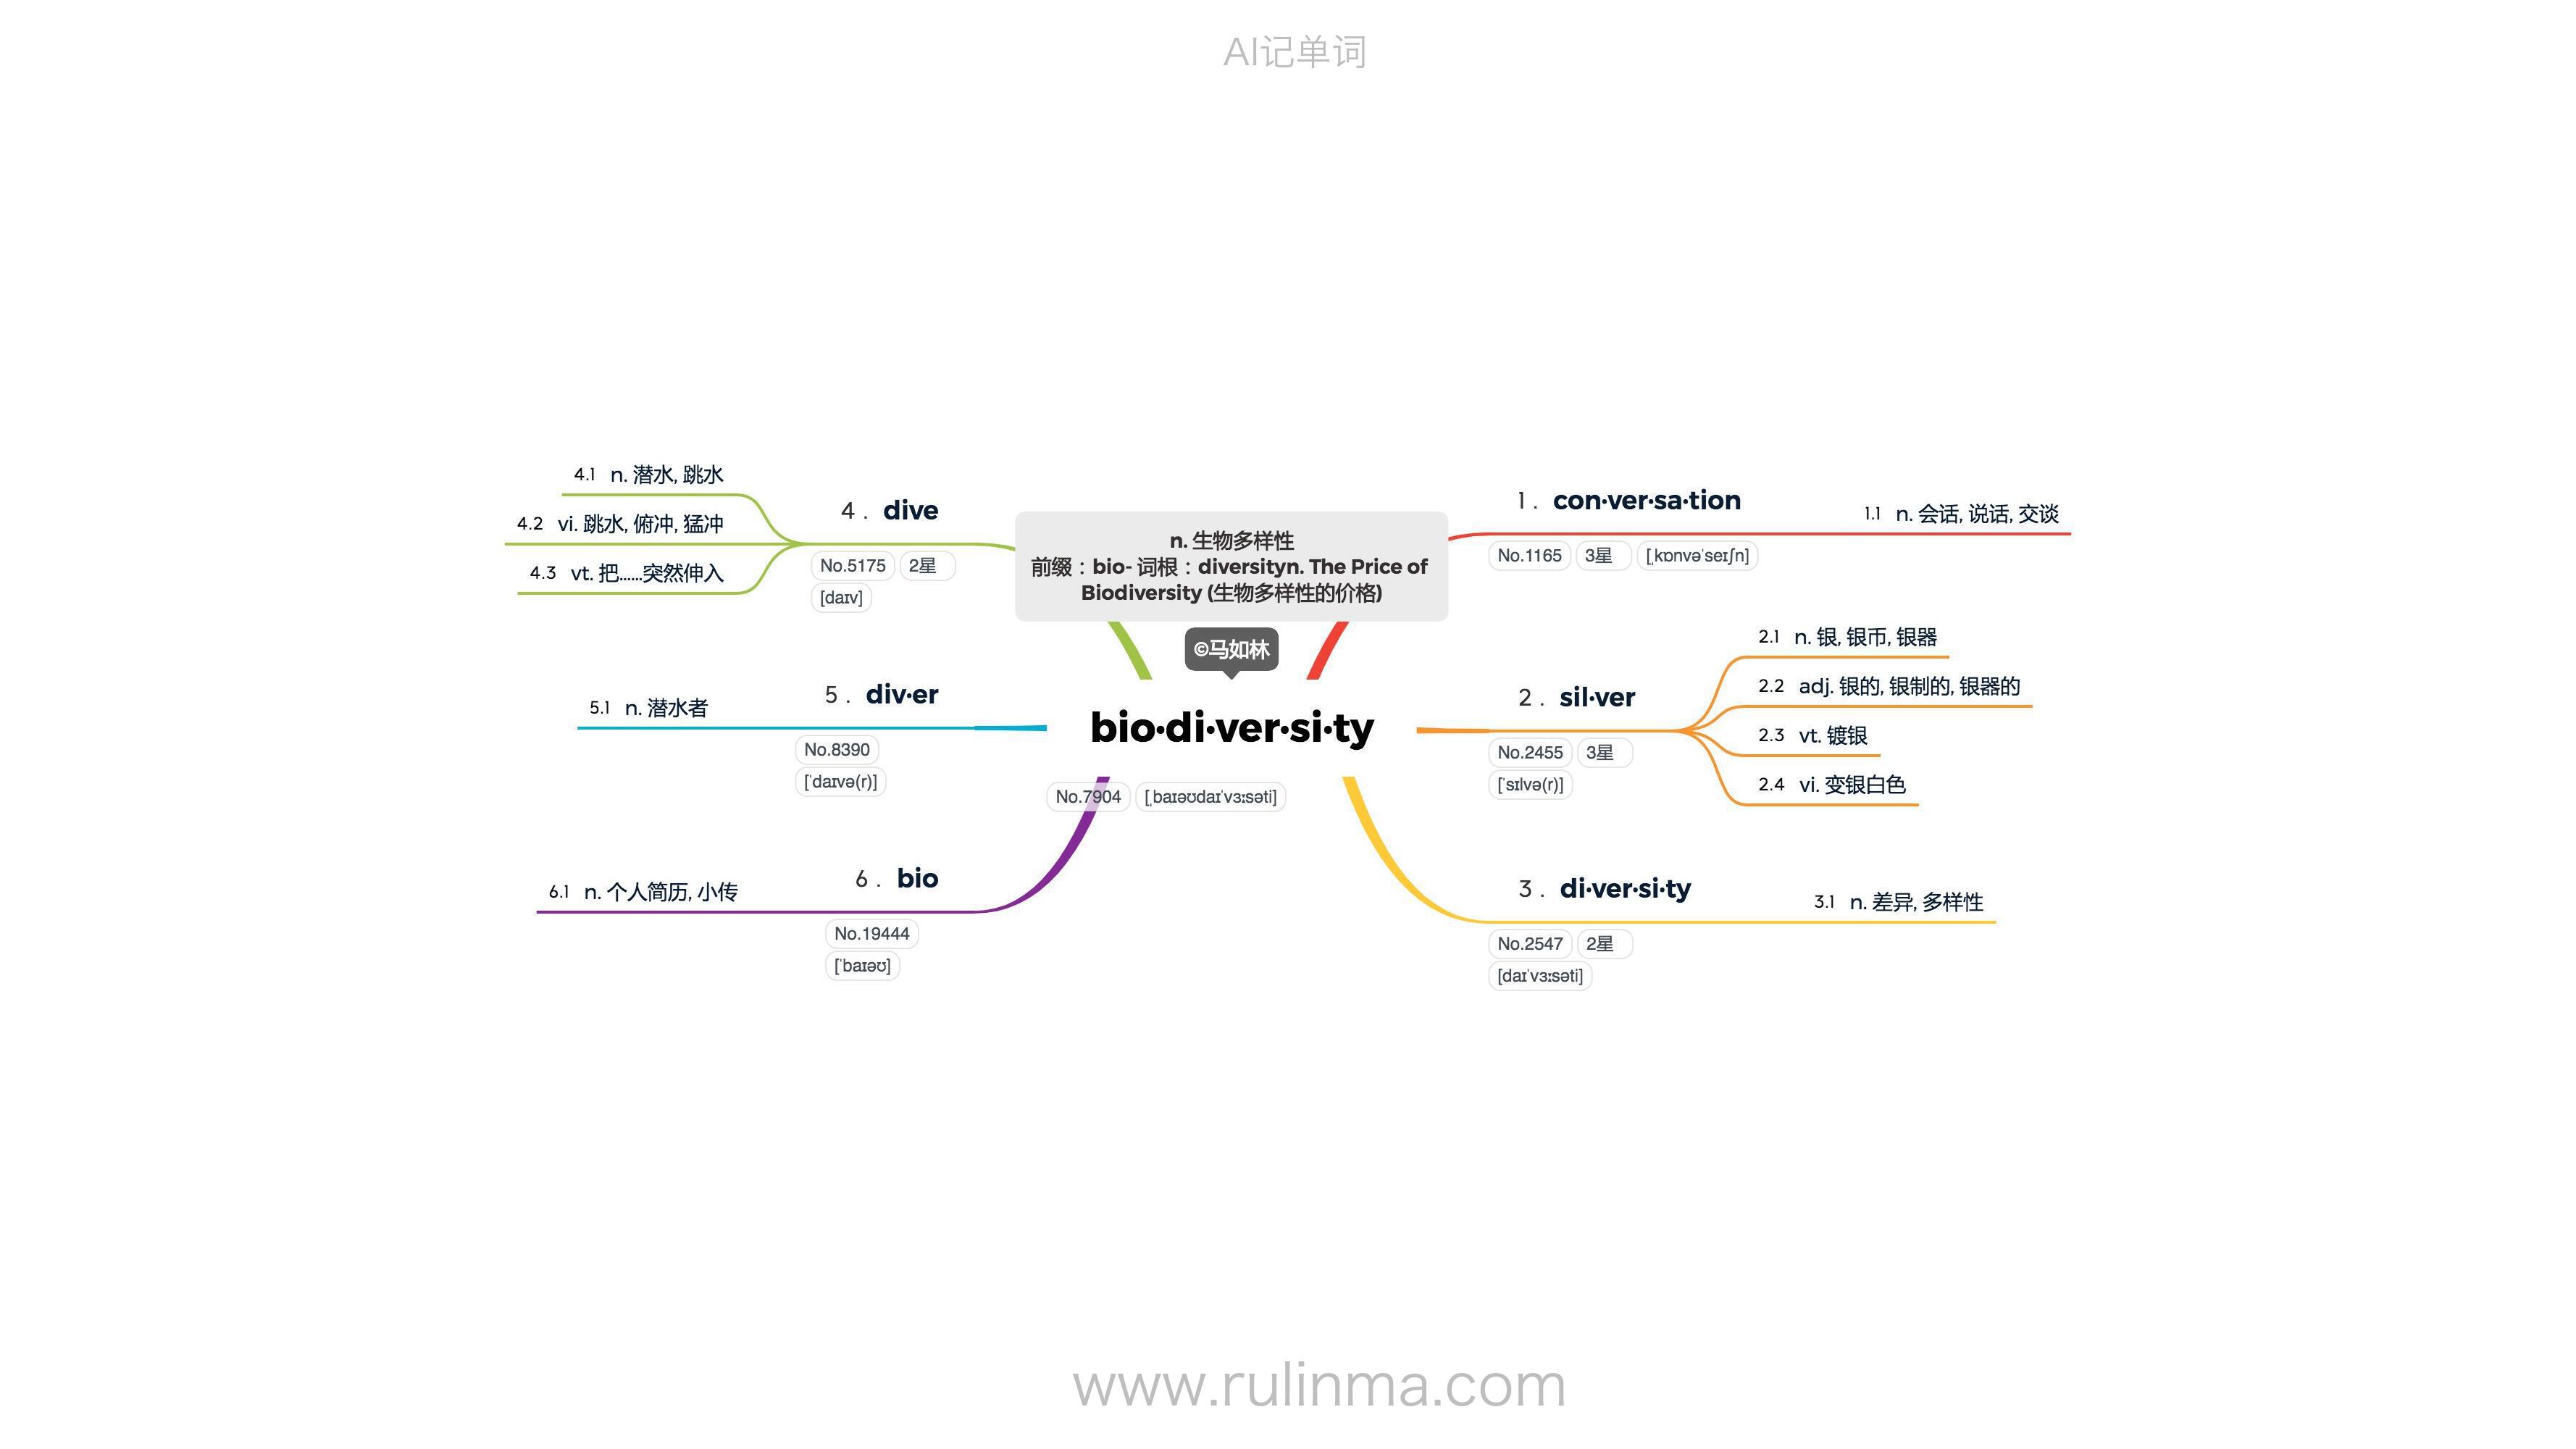 AI记单词
n. 生物多样性
前缀：bio- 词根：diversityn. The Price of
Biodiversity (生物多样性的价格)
©马如林
bio·di·ver·si·ty
No.7904 [ˌbaɪəʊdaɪˈvɜːsəti]
1. con·ver·sa·tion
No.1165 3星 [ˌkɒnvəˈseɪʃn]
1.1 n. 会话, 说话, 交谈
2. sil·ver
No.2455 3星
[ˈsɪlvə(r)]
2.1 n. 银, 银币, 银器
2.2 adj. 银的, 银制的, 银器的
2.3 vt. 镀银
2.4 vi. 变银白色
3. di·ver·si·ty
No.2547 2星
[daɪˈvɜːsəti]
3.1 n. 差异, 多样性
4. dive
No.5175 2星
[daɪv]
4.1 n. 潜水, 跳水
4.2 vi. 跳水, 俯冲, 猛冲
4.3 vt. 把……突然伸入
5. div·er
No.8390
[ˈdaɪvə(r)]
5.1 n. 潜水者
6. bio
No.19444
[ˈbaɪəʊ]
6.1 n. 个人简历, 小传
www.rulinma.com